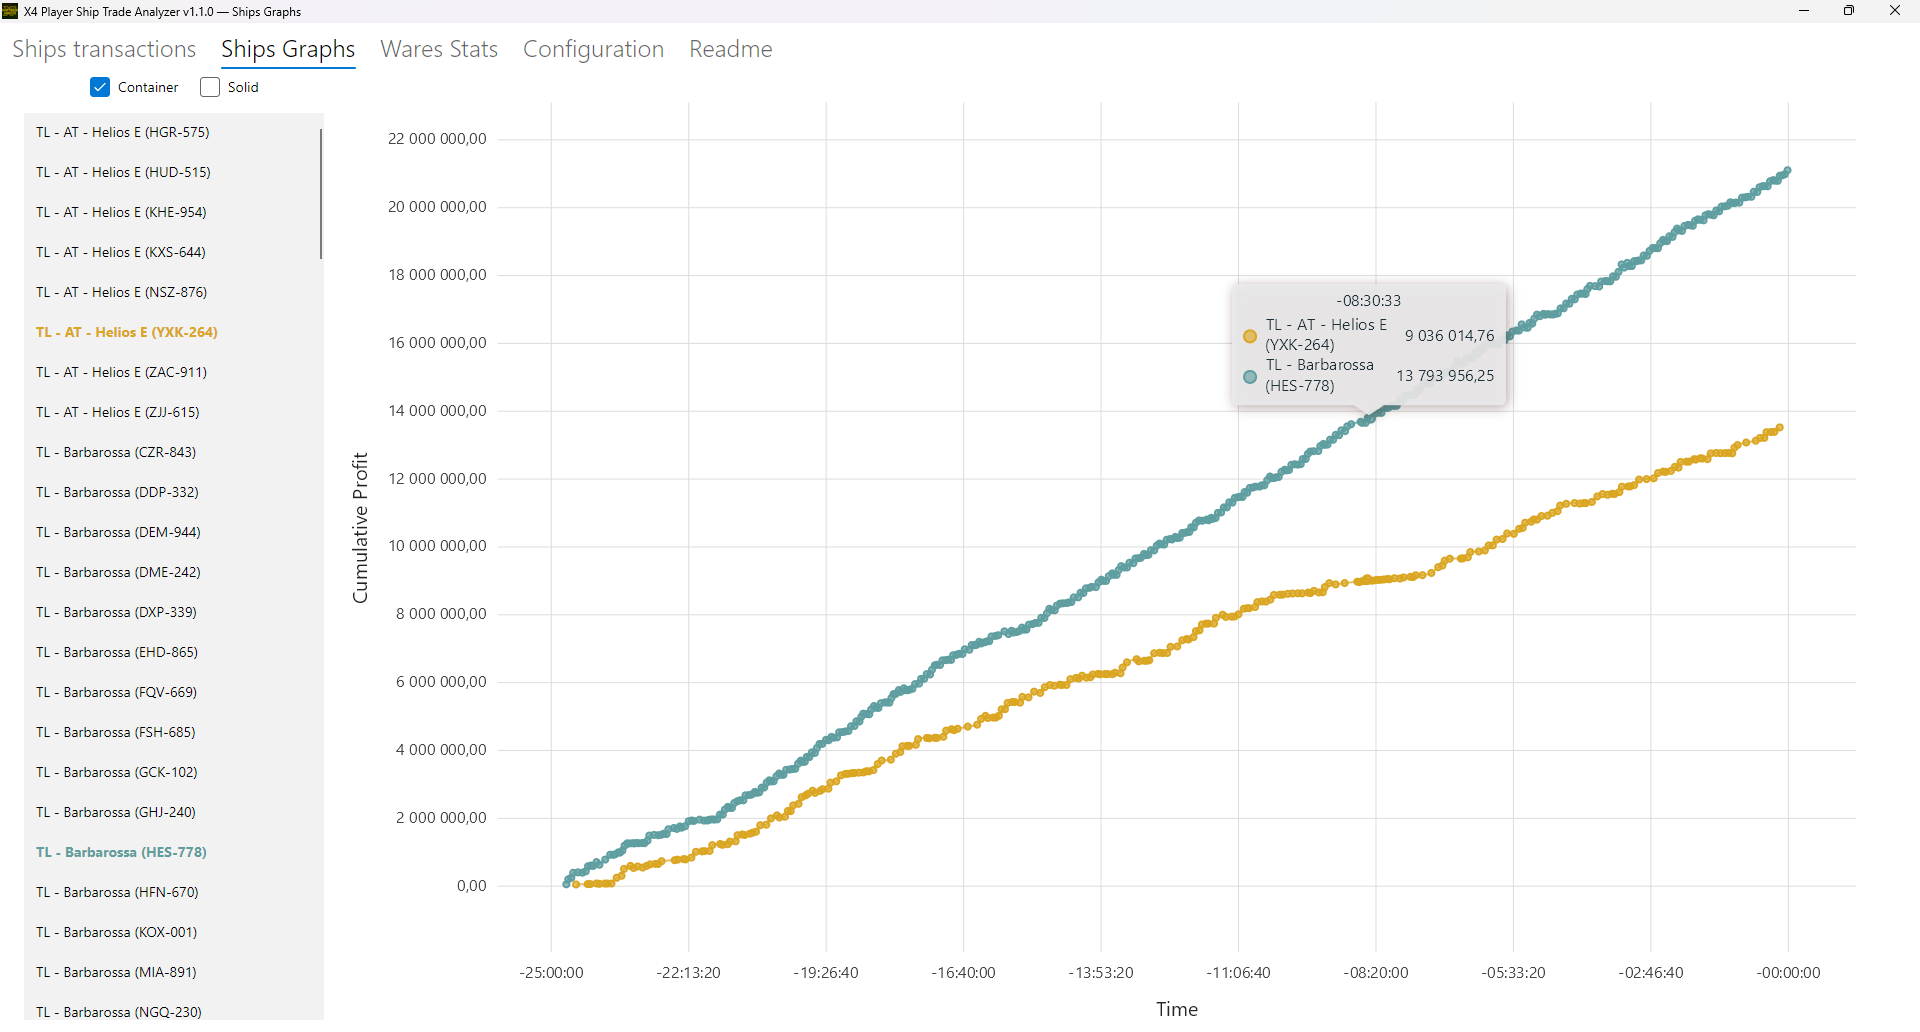 X4 Player Ship Trade Analyzer v1.1.0 — Ships Graphs
Ships transactions
Ships Graphs
Wares Stats
Configuration
Readme
Container
Solid
TL - AT - Helios E (HGR-575)
TL - AT - Helios E (HUD-515)
TL - AT - Helios E (KHE-954)
TL - AT - Helios E (KXS-644)
TL - AT - Helios E (NSZ-876)
TL - AT - Helios E (YXK-264)
TL - AT - Helios E (ZAC-911)
TL - AT - Helios E (ZJJ-615)
TL - Barbarossa (CZR-843)
TL - Barbarossa (DDP-332)
TL - Barbarossa (DEM-944)
TL - Barbarossa (DME-242)
TL - Barbarossa (DXP-339)
TL - Barbarossa (EHD-865)
TL - Barbarossa (FQV-669)
TL - Barbarossa (FSH-685)
TL - Barbarossa (GCK-102)
TL - Barbarossa (GHJ-240)
TL - Barbarossa (HES-778)
TL - Barbarossa (HFN-670)
TL - Barbarossa (KOX-001)
TL - Barbarossa (MIA-891)
TL - Barbarossa (NGQ-230)
Cumulative Profit
22 000 000,00
20 000 000,00
18 000 000,00
16 000 000,00
14 000 000,00
12 000 000,00
10 000 000,00
8 000 000,00
6 000 000,00
4 000 000,00
2 000 000,00
0,00
-08:30:33
TL - AT - Helios E
(YXK-264)
9 036 014,76
TL - Barbarossa
(HES-778)
13 793 956,25
-25:00:00
-22:13:20
-19:26:40
-16:40:00
-13:53:20
-11:06:40
-08:20:00
-05:33:20
-02:46:40
-00:00:00
Time